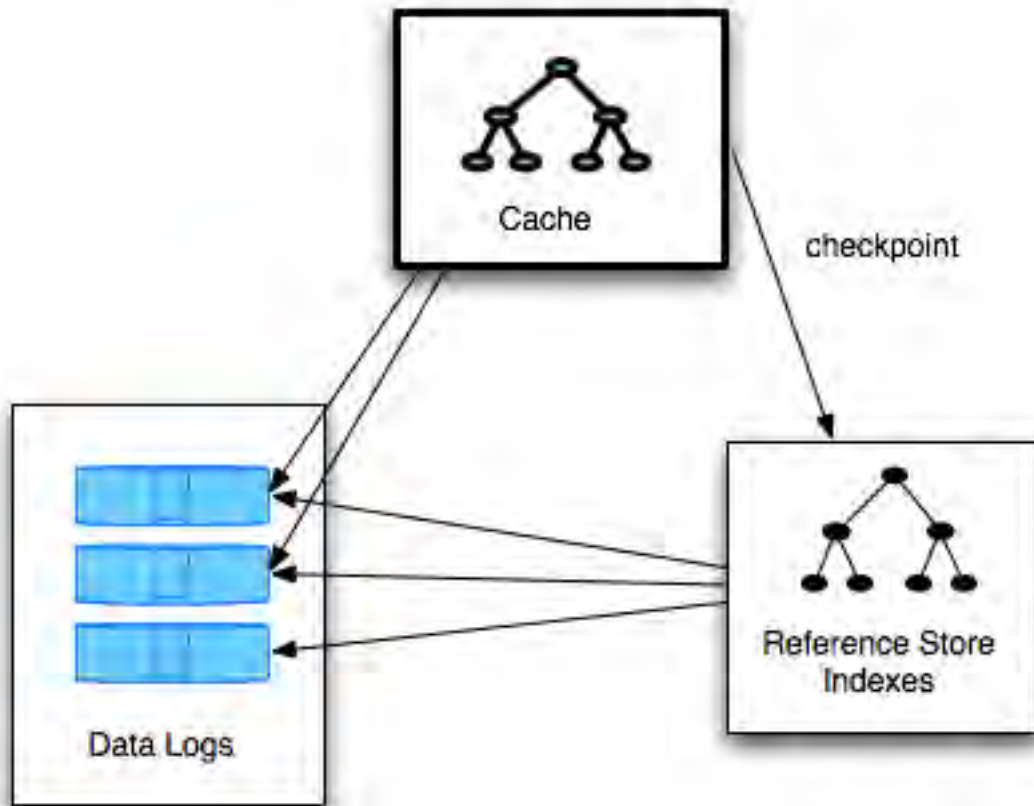 Cache
checkpoint
Reference Store
Indexes
Data Logs